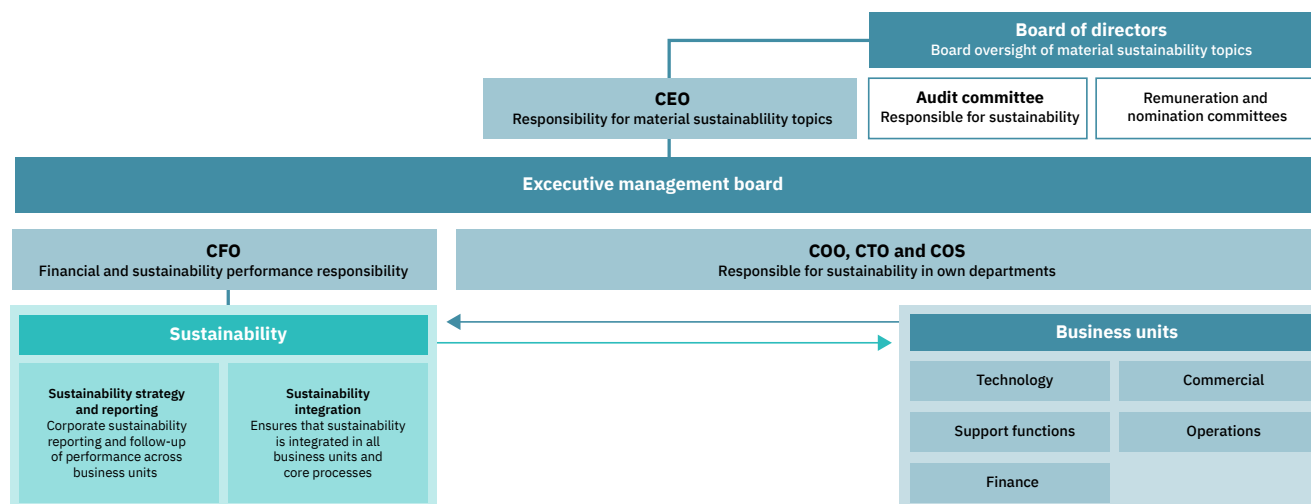 Board of directors
Board oversight of material sustainability topics
CEO
Responsibility for material sustainablility topics
Audit committee
Responsible for sustainability
Remuneration and
nomination committees
Excecutive management board
CFO
Financial and sustainability performance responsibility
COO, CTO and COS
Responsible for sustainability in own departments
Sustainability
Sustainability strategy
and reporting
Corporate sustainability
reporting and follow-up
of performance across
business units
Sustainability
integration
Ensures that sustainability
is integrated in all
business units and
core processes
Business units
Technology
Commercial
Support functions
Operations
Finance